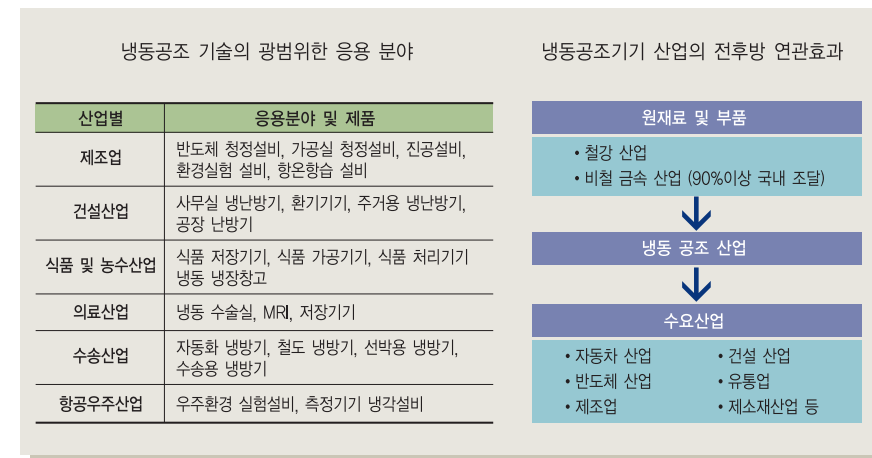 냉동공조 기술의 광범위한 응용 분야
산업별 응용분야 및 제품
제조업 반도체 청정설비, 가공실 청정설비, 진공설비,
환경실험 설비, 항온항습 설비
건설산업 사무실 냉난방기, 환기기기, 주거용 냉난방기,
공장 난방기
식품 및 농수산업 식품 저장기기, 식품 가공기기, 식품 처리기기
냉동 냉장창고
의료산업 냉동 수술실, MRI, 저장기기
수송산업 자동화 냉방기, 철도 냉방기, 선박용 냉방기,
수송용 냉방기
항공우주산업 우주환경 실험설비, 측정기기 냉각설비
냉동공조기기 산업의 전후방 연관효과
원재료 및 부품
• 철강 산업
• 비철 금속 산업 (90%이상 국내 조달)
냉동 공조 산업
수요산업
• 자동차 산업 • 건설 산업
• 반도체 산업 • 유통업
• 제조업 • 제소재산업 등